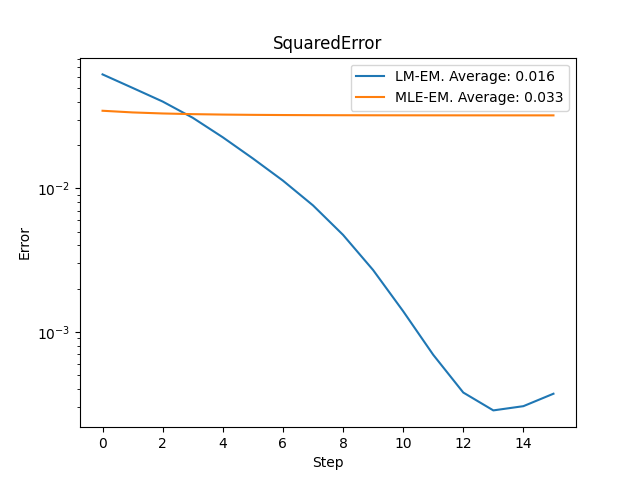 SquaredError
LM-EM. Average: 0.016
MLE-EM. Average: 0.033
Error
10⁻²
10⁻³
0 2 4 6 8 10 12 14
Step